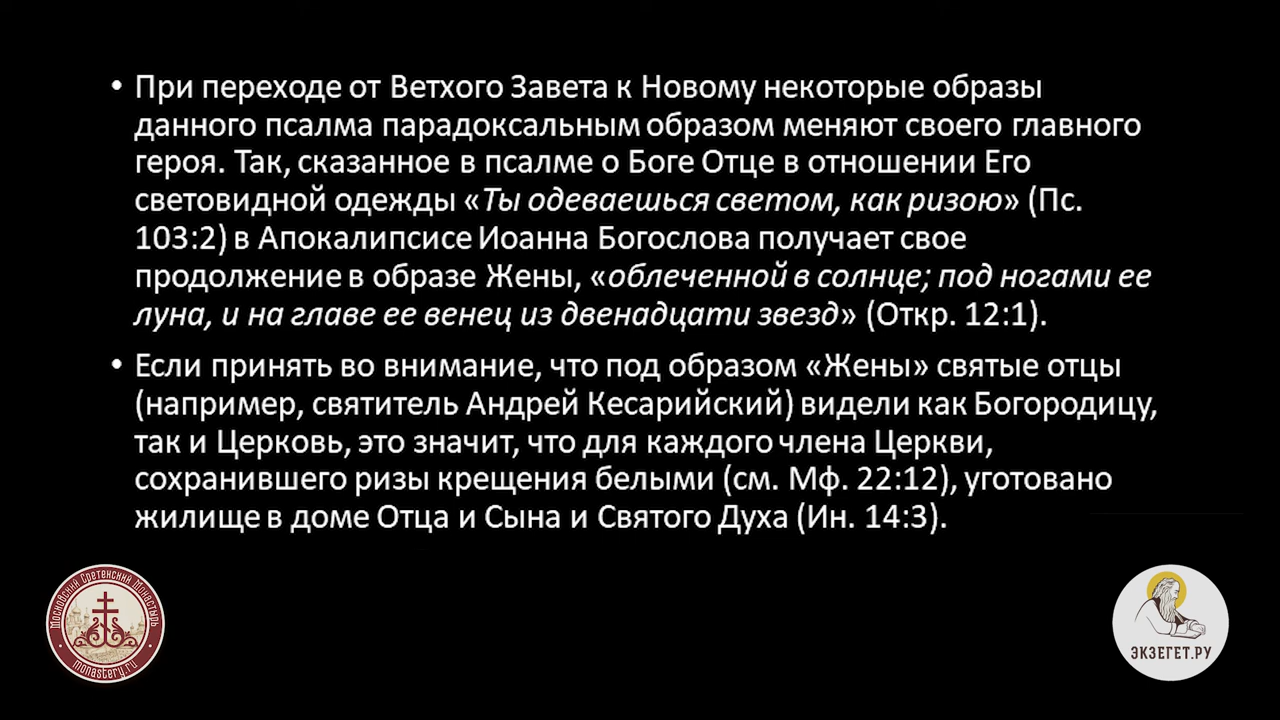 • При переходе от Ветхого Завета к Новому некоторые образы
данного псалма парадоксальным образом меняют своего главного
героя. Так, сказанное в псалме о Боге Отце в отношении Его
световидной одежды «Ты одеваешься светом, как ризою» (Пс.
103:2) в Апокалипсисе Иоанна Богослова получает свое
продолжение в образе Жены, «облеченной в солнце; под ногами ее
луна, и на главе ее венец из двенадцати звезд» (Откр. 12:1).
• Если принять во внимание, что под образом «Жены» святые отцы
(например, святитель Андрей Кесарийский) видели как Богородицу,
так и Церковь, это значит, что для каждого члена Церкви,
сохранившего ризы крещения белыми (см. Мф. 22:12), уготовано
жилище в доме Отца и Сына и Святого Духа (Ин. 14:3).
Московский Сретенский Монастырь
monastery.ru
ЭКЗЕГЕТ.РУ